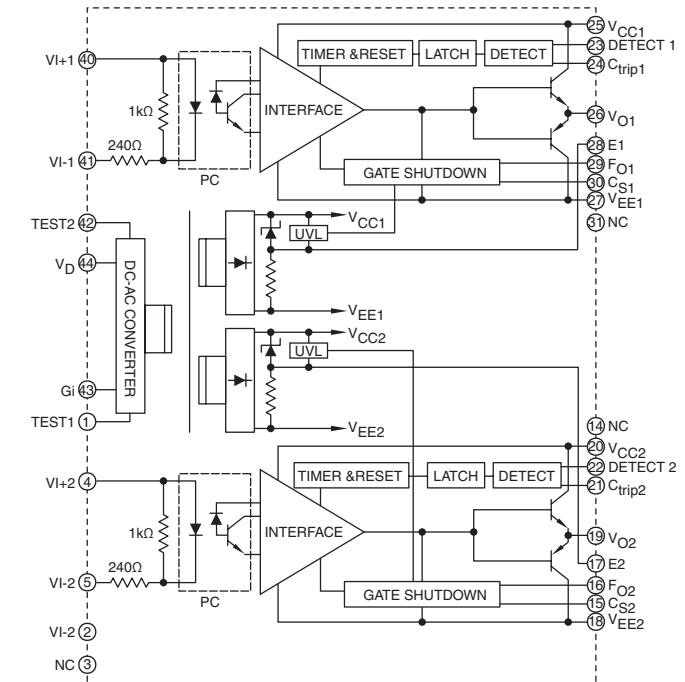 25 VCC1
23 DETECT 1
TIMER &RESET LATCH DETECT
VI+1 40
24 Ctrip1
1kΩ
INTERFACE
26 VO1
240Ω
28 E1
VI-1 41
29 FO1
GATE SHUTDOWN
PC
30 CS1
27 VEE1
TEST2 42
VCC1
31 NC
UVL
VD 44
DC-AC CONVERTER
VEE1
VCC2
UVL
Gi 43
TEST1 1
VEE2
14 NC
20 VCC2
22 DETECT 2
TIMER &RESET LATCH DETECT
VI+2 4
21 Ctrip2
1kΩ
INTERFACE
19 VO2
240Ω
17 E2
VI-2 5
16 FO2
GATE SHUTDOWN
PC
15 CS2
18 VEE2
VI-2 2
NC 3